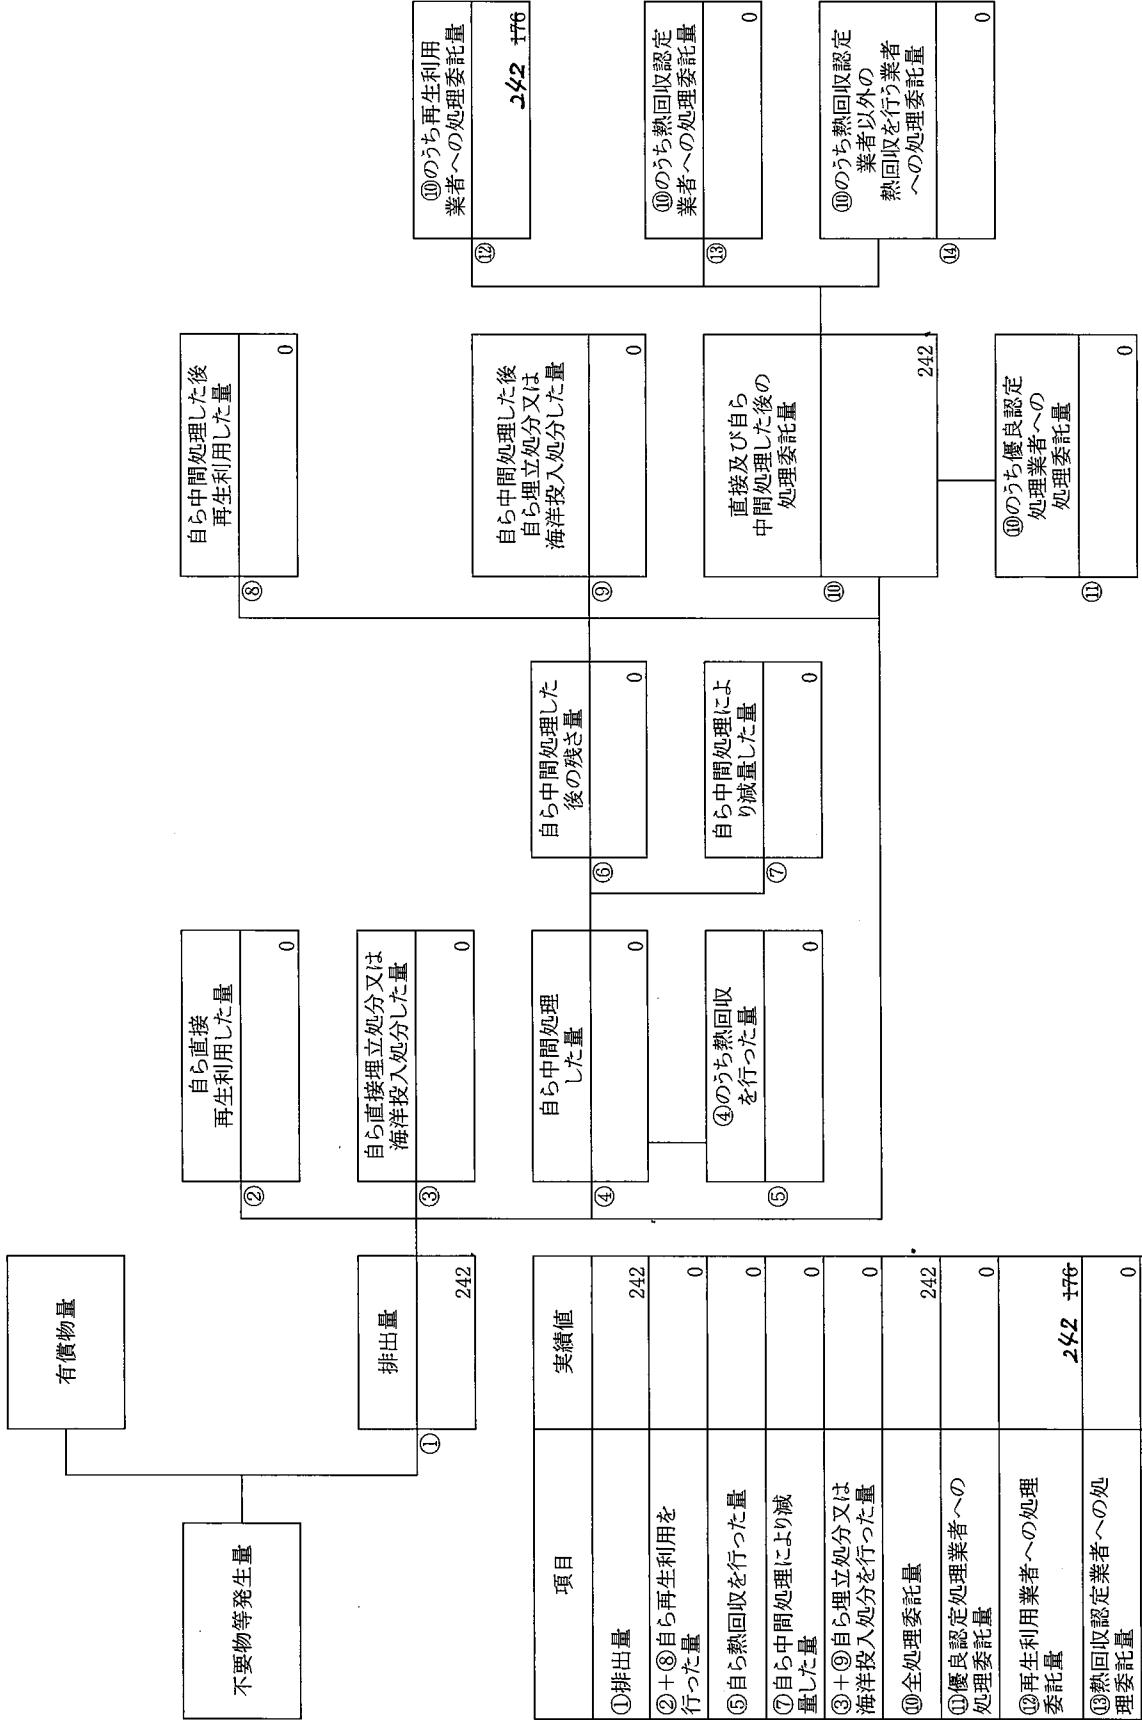 不要物等発生量
有償物量
①
排出量
242
②
自ら直接
再生利用した量
0
③
自ら直接埋立処分又は
海洋投入処分した量
0
④
自ら中間処理
した量
0
⑤
④のうち熱回収
を行った量
0
⑥
自ら中間処理した
後の残さ量
0
⑦
自ら中間処理によ
り減量した量
0
⑧
自ら中間処理した後
再生利用した量
0
⑨
自ら中間処理した後
自ら埋立処分又は
海洋投入処分した量
0
⑩
直接及び自ら
中間処理した後の
処理委託量
242
⑪
⑩のうち優良認定
処理業者への
処理委託量
0
⑫
⑩のうち再生利用
業者への処理委託量
242 176
⑬
⑩のうち熱回収認定
業者への処理委託量
0
⑭
⑩のうち熱回収認定
業者以外の
熱回収を行う業者
への処理委託量
0
項目 実績値
①排出量 242
②+⑧自ら再生利用を
行った量 0
⑤自ら熱回収を行った量 0
⑦自ら中間処理により減
量した量 0
③+⑨自ら埋立処分又は
海洋投入処分を行った量 0
⑩全処理委託量 242
⑪優良認定処理業者への
処理委託量 0
⑫再生利用業者への処理
委託量 242 176
⑬熱回収認定業者への処
理委託量 0